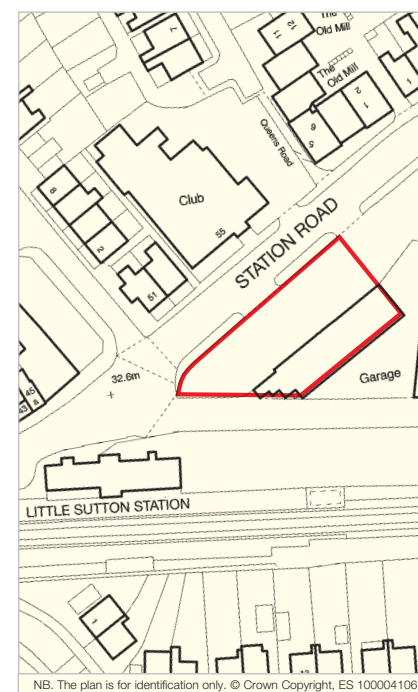 The
Old Mill
11
12
7
The
Old Mill
1
2
1
6
5
Queens Road
Club
55
8
2
51
STATION ROAD
32.6m
45
a
43
Garage
LITTLE SUTTON STATION
1
NB. The plan is for identification only. © Crown Copyright, ES 100004106